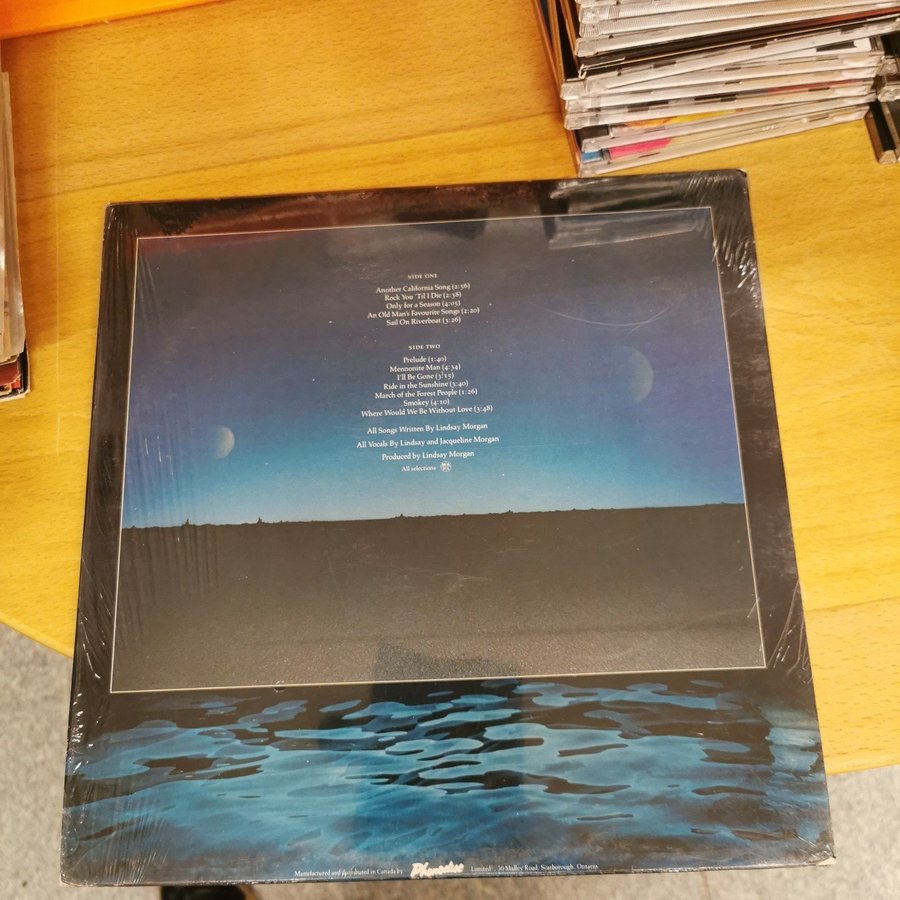 SIDE ONE
Another California Song (2:56)
Rock You 'Til I Die (2:38)
Only for a Season (4:05)
An Old Man's Favourite Songs (2:20)
Sail On Riverboat (3:26)
SIDE TWO
Prelude (1:40)
Mennonite Man (4:34)
I'll Be Gone (3:15)
Ride in the Sunshine (3:40)
March of the Forest People (1:26)
Smokey (4:10)
Where Would We Be Without Love (3:48)
All Songs Written By Lindsay Morgan
All Vocals By Lindsay and Jacqueline Morgan
Produced by Lindsay Morgan
All selections
Manufactured and distributed in Canada by Phonodisc Limited, 30 Malley Road, Scarborough, Ontario